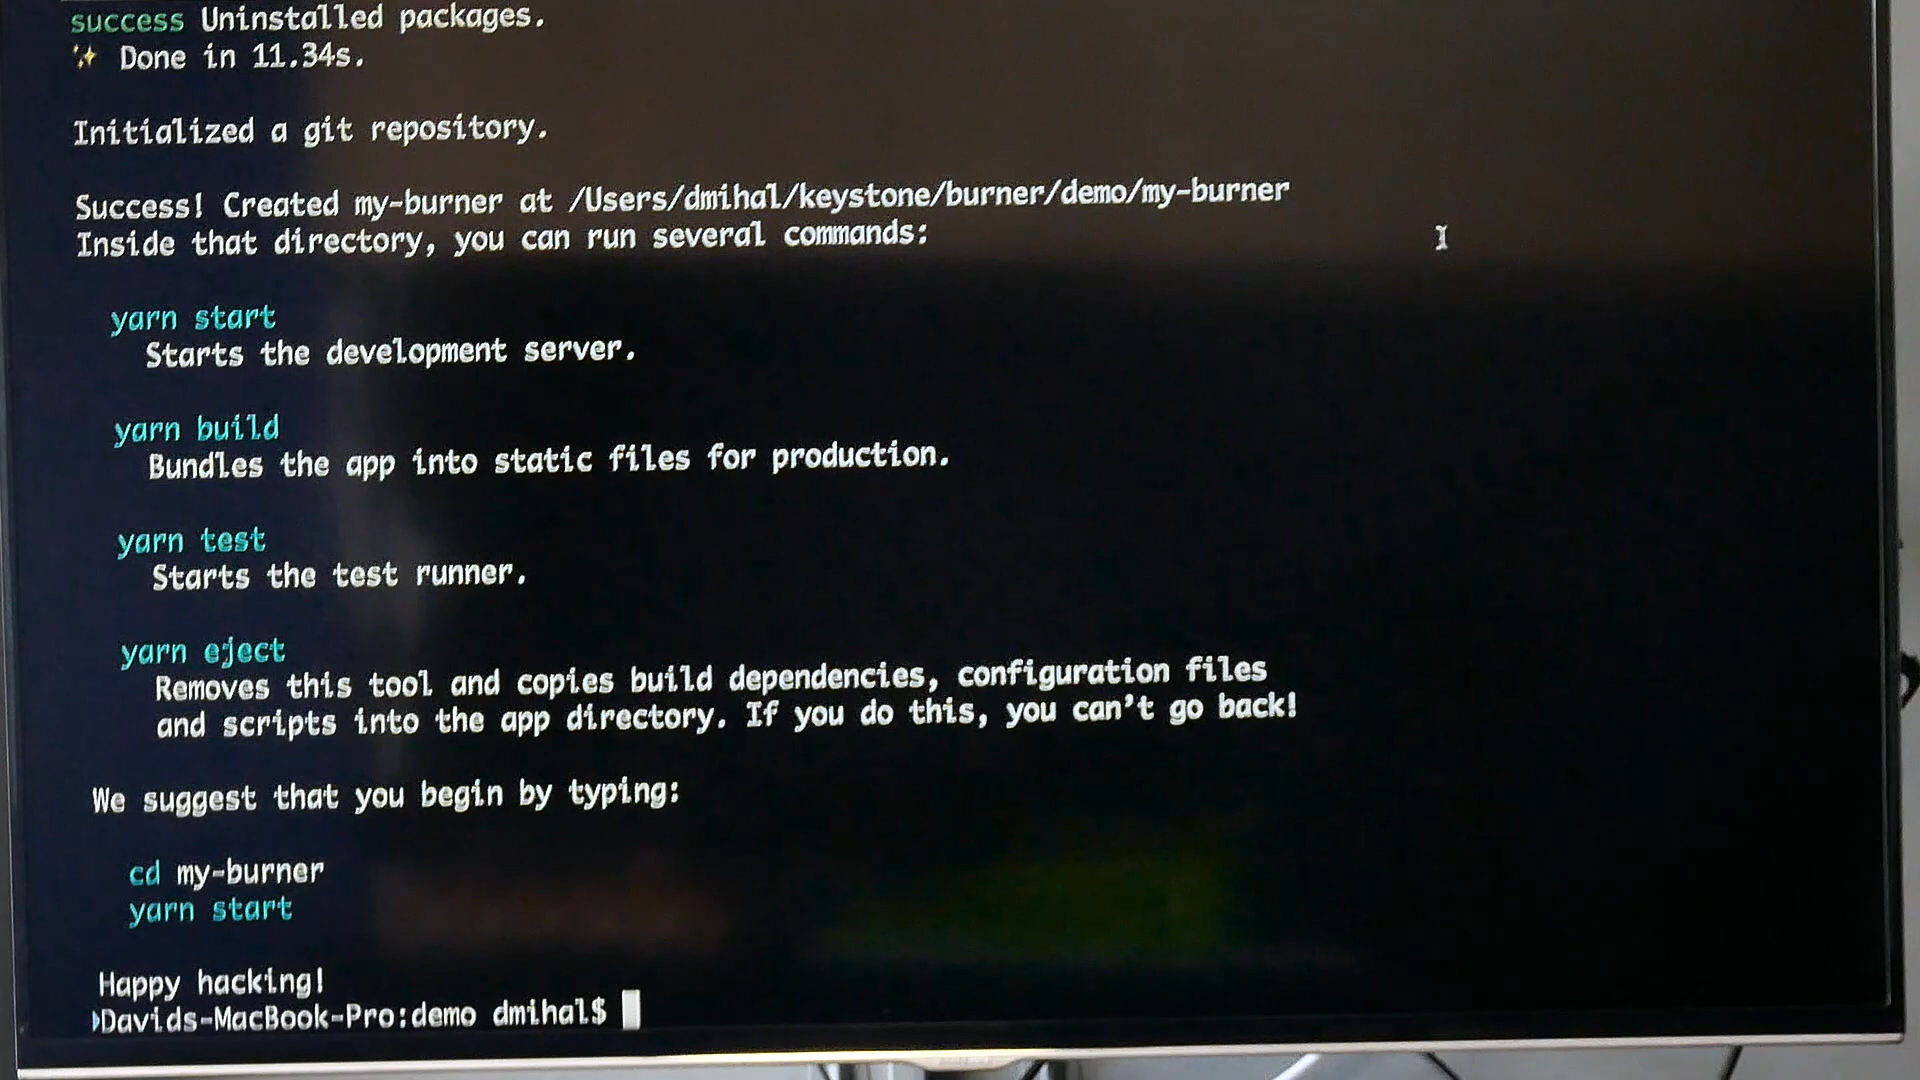 success Uninstalled packages.
✨ Done in 11.34s.
Initialized a git repository.
Success! Created my-burner at /Users/dmihal/keystone/burner/demo/my-burner
Inside that directory, you can run several commands:
yarn start
Starts the development server.
yarn build
Bundles the app into static files for production.
yarn test
Starts the test runner.
yarn eject
Removes this tool and copies build dependencies, configuration files
and scripts into the app directory. If you do this, you can’t go back!
We suggest that you begin by typing:
cd my-burner
yarn start
Happy hacking!
Davids-MacBook-Pro:demo dmihal$